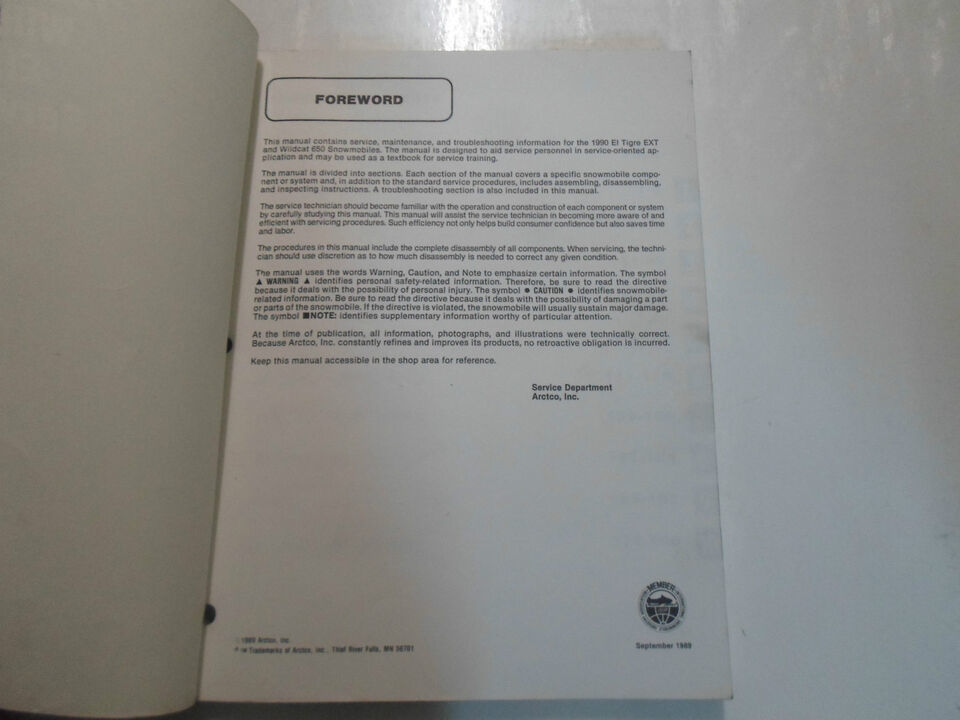 FOREWORD
This manual contains service, maintenance, and troubleshooting information for the 1990 El Tigre EXT
and Wildcat 650 Snowmobiles. The manual is designed to aid service personnel in service-oriented ap-
plication and may be used as a textbook for service training.
The manual is divided into sections. Each section of the manual covers a specific snowmobile compo-
nent or system and, in addition to the standard service procedures, includes assembling, disassembling,
and inspecting instructions. A troubleshooting section is also included in this manual.
The service technician should become familiar with the operation and construction of each component or system
by carefully studying this manual. This manual will assist the service technician in becoming more aware of and
efficient with servicing procedures. Such efficiency not only helps build consumer confidence but also saves time
and labor.
The procedures in this manual include the complete disassembly of all components. When servicing, the techni-
cian should use discretion as to how much disassembly is needed to correct any given condition.
The manual uses the words Warning, Caution, and Note to emphasize certain information. The symbol
▲ WARNING ▲ identifies personal safety-related information. Therefore, be sure to read the directive
because it deals with the possibility of personal injury. The symbol ● CAUTION ● identifies snowmobile-
related information. Be sure to read the directive because it deals with the possibility of damaging a part
or parts of the snowmobile. If the directive is violated, the snowmobile will usually sustain major damage.
The symbol ■NOTE: identifies supplementary information worthy of particular attention.
At the time of publication, all information, photographs, and illustrations were technically correct.
Because Arctco, Inc. constantly refines and improves its products, no retroactive obligation is incurred.
Keep this manual accessible in the shop area for reference.
Service Department
Arctco, Inc.
MEMBER
©1989 Arctco, Inc.
Trademarks of Arctco, Inc., Thief River Falls, MN 56701
September 1989